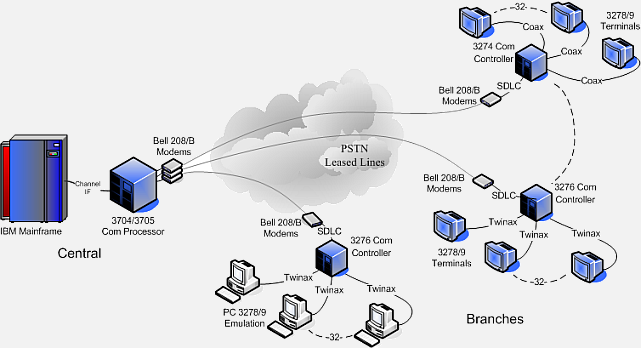 -32-
3278/9
Terminals
Coax
3274 Com
Controller
Coax
Coax
SDLC
Bell 208/B
Modems
Bell 208/B
Modems
PSTN
Leased Lines
Channel
I/F
3704/3705
Com Processor
IBM Mainframe
Central
Bell 208/B
Modems
SDLC
3276 Com
Controller
Twinax
Twinax
Twinax
3278/9
Terminals
-32-
Branches
Bell 208/B
Modems
SDLC
3276 Com
Controller
Twinax
Twinax
Twinax
PC 3278/9
Emulation
-32-